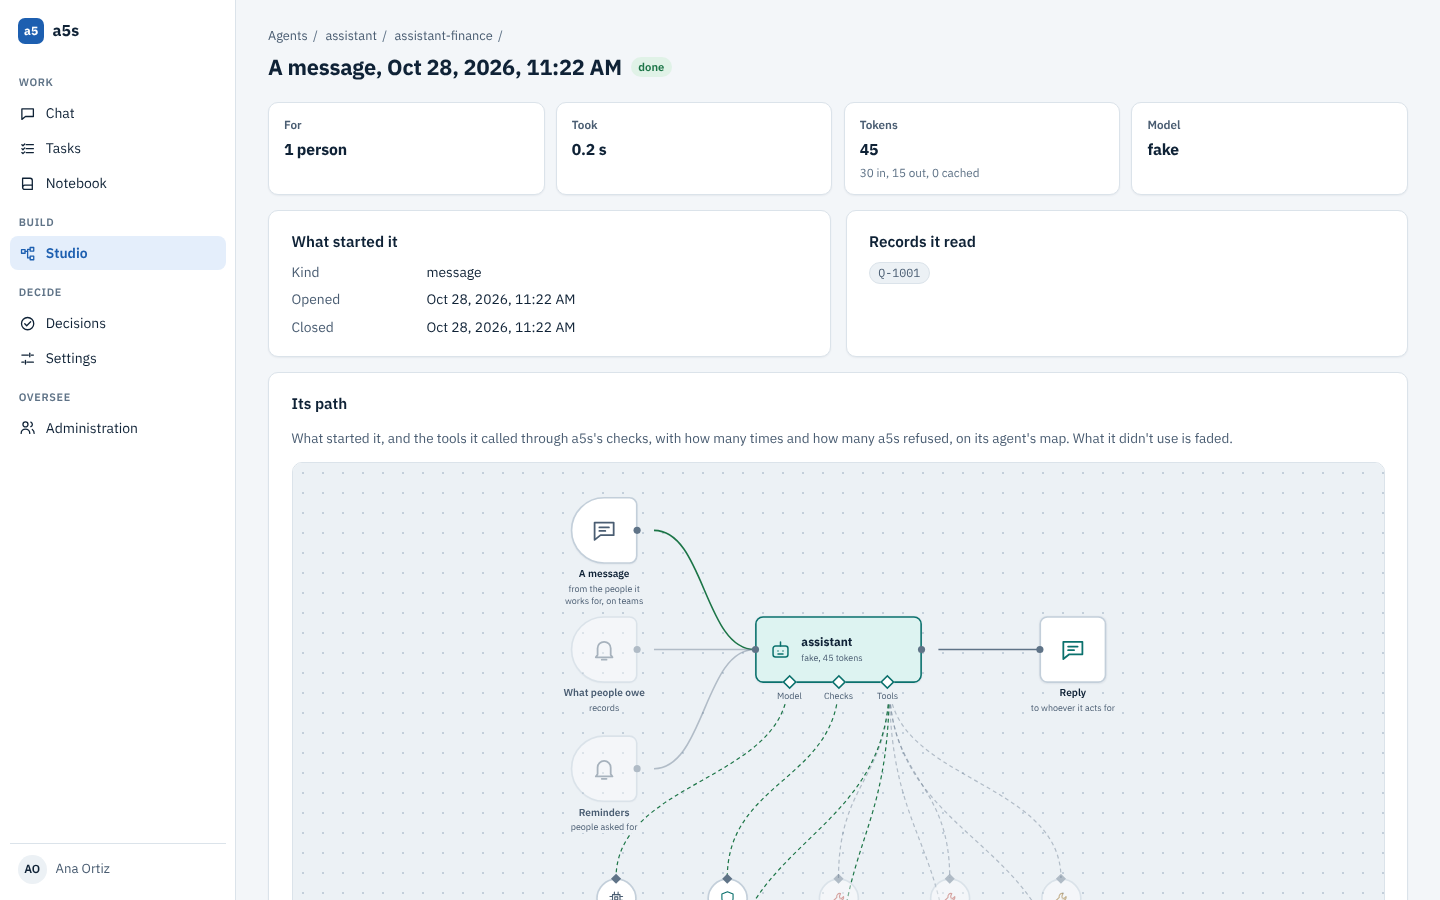 a5 a5s
WORK
Chat
Tasks
Notebook
BUILD
Studio
DECIDE
Decisions
Settings
OVERSEE
Administration
AO Ana Ortiz
Agents / assistant / assistant-finance /
A message, Oct 28, 2026, 11:22 AM done
For
1 person
Took
0.2 s
Tokens
45
30 in, 15 out, 0 cached
Model
fake
What started it
Kind message
Opened Oct 28, 2026, 11:22 AM
Closed Oct 28, 2026, 11:22 AM
Records it read
Q-1001
Its path
What started it, and the tools it called through a5s's checks, with how many times and how many a5s refused, on its agent's map. What it didn't use is faded.
A message
from the people it
works for, on teams
What people owe
records
Reminders
people asked for
assistant
fake, 45 tokens
Model Checks Tools
Reply
to whoever it acts for